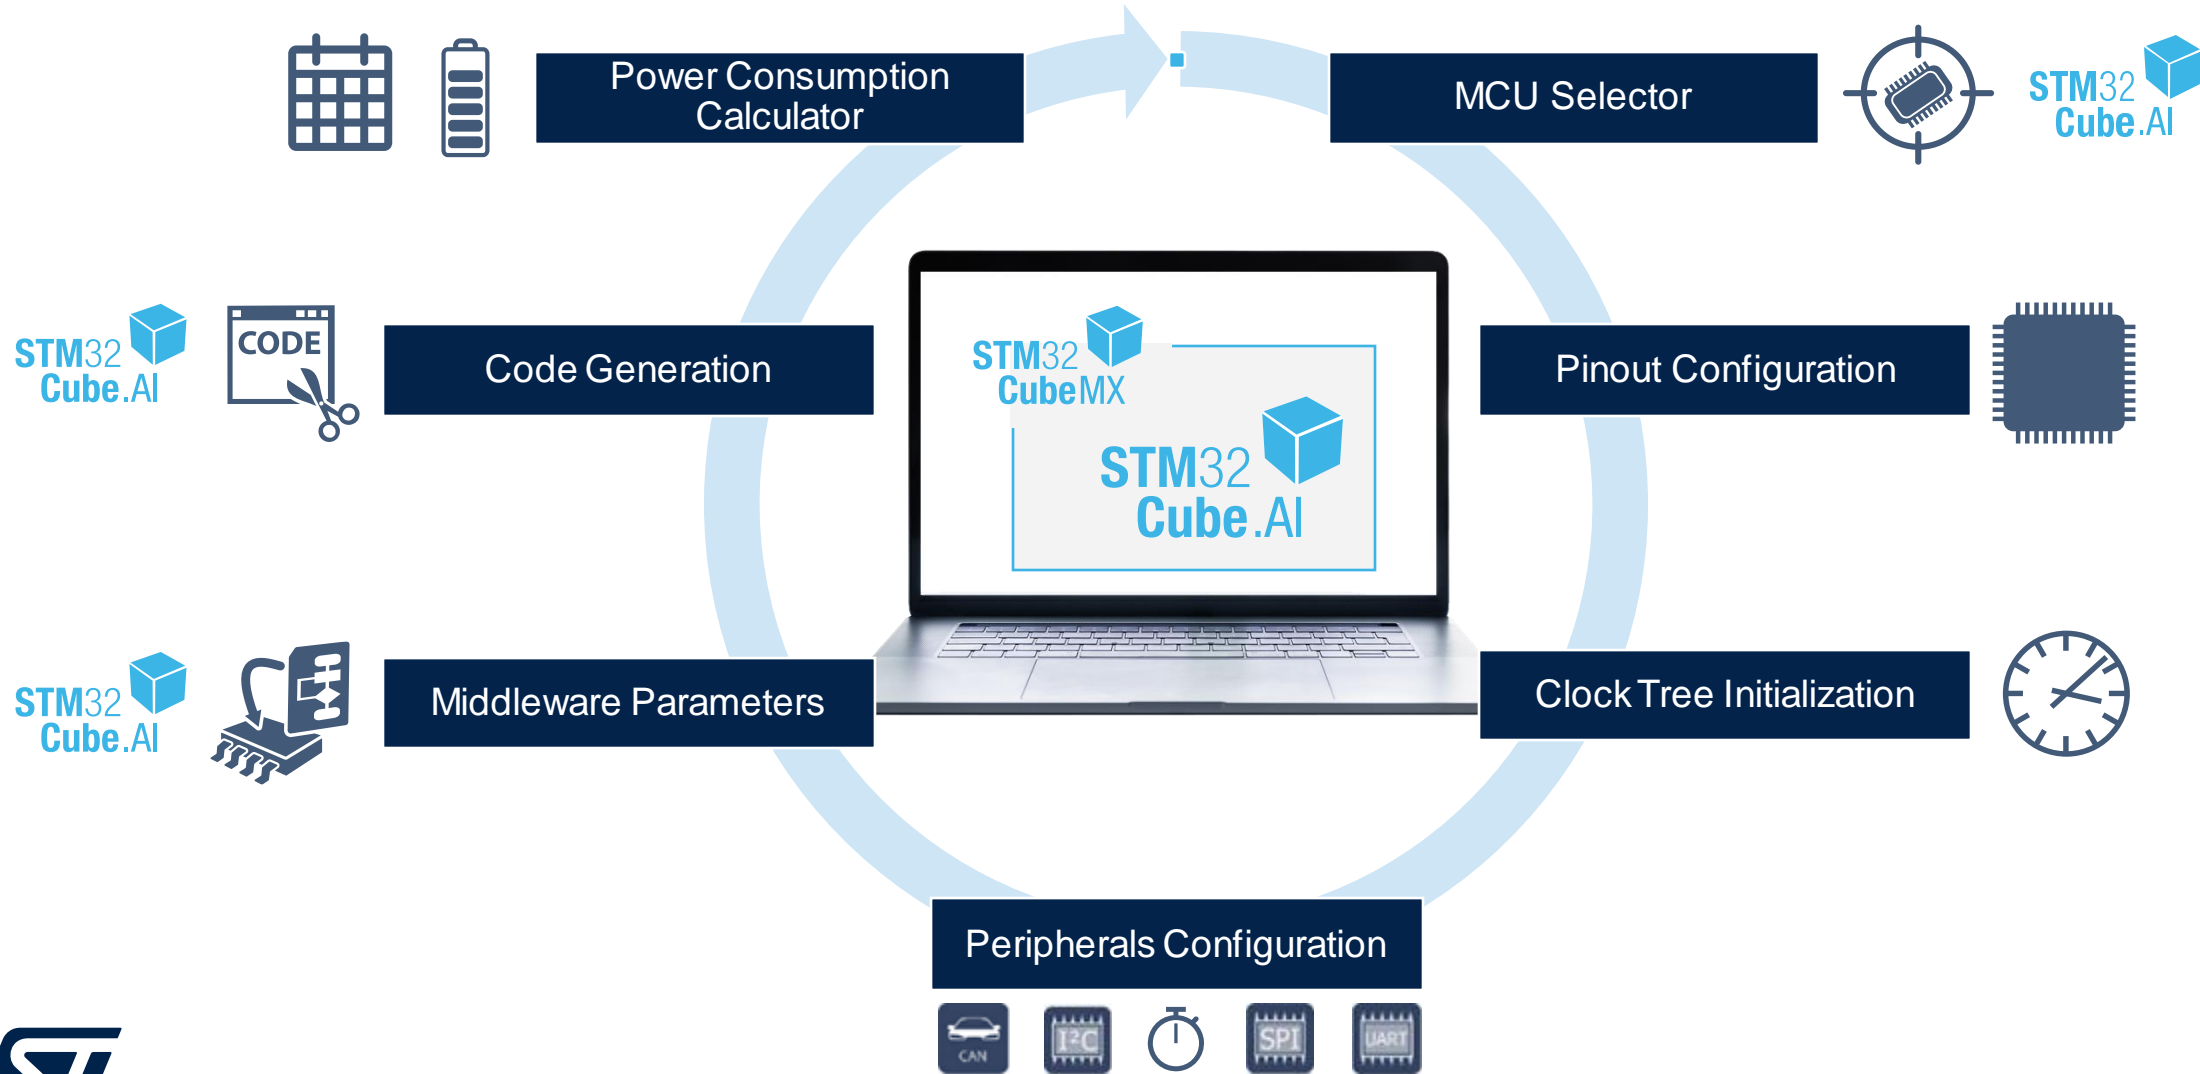 Power Consumption
Calculator
MCU Selector
STM32
Cube.AI
STM32
Cube.AI
CODE
Code Generation
STM32
CubeMX
STM32
Cube.AI
Pinout Configuration
STM32
Cube.AI
Middleware Parameters
Clock Tree Initialization
Peripherals Configuration
CAN
I²C
SPI
UART
ST